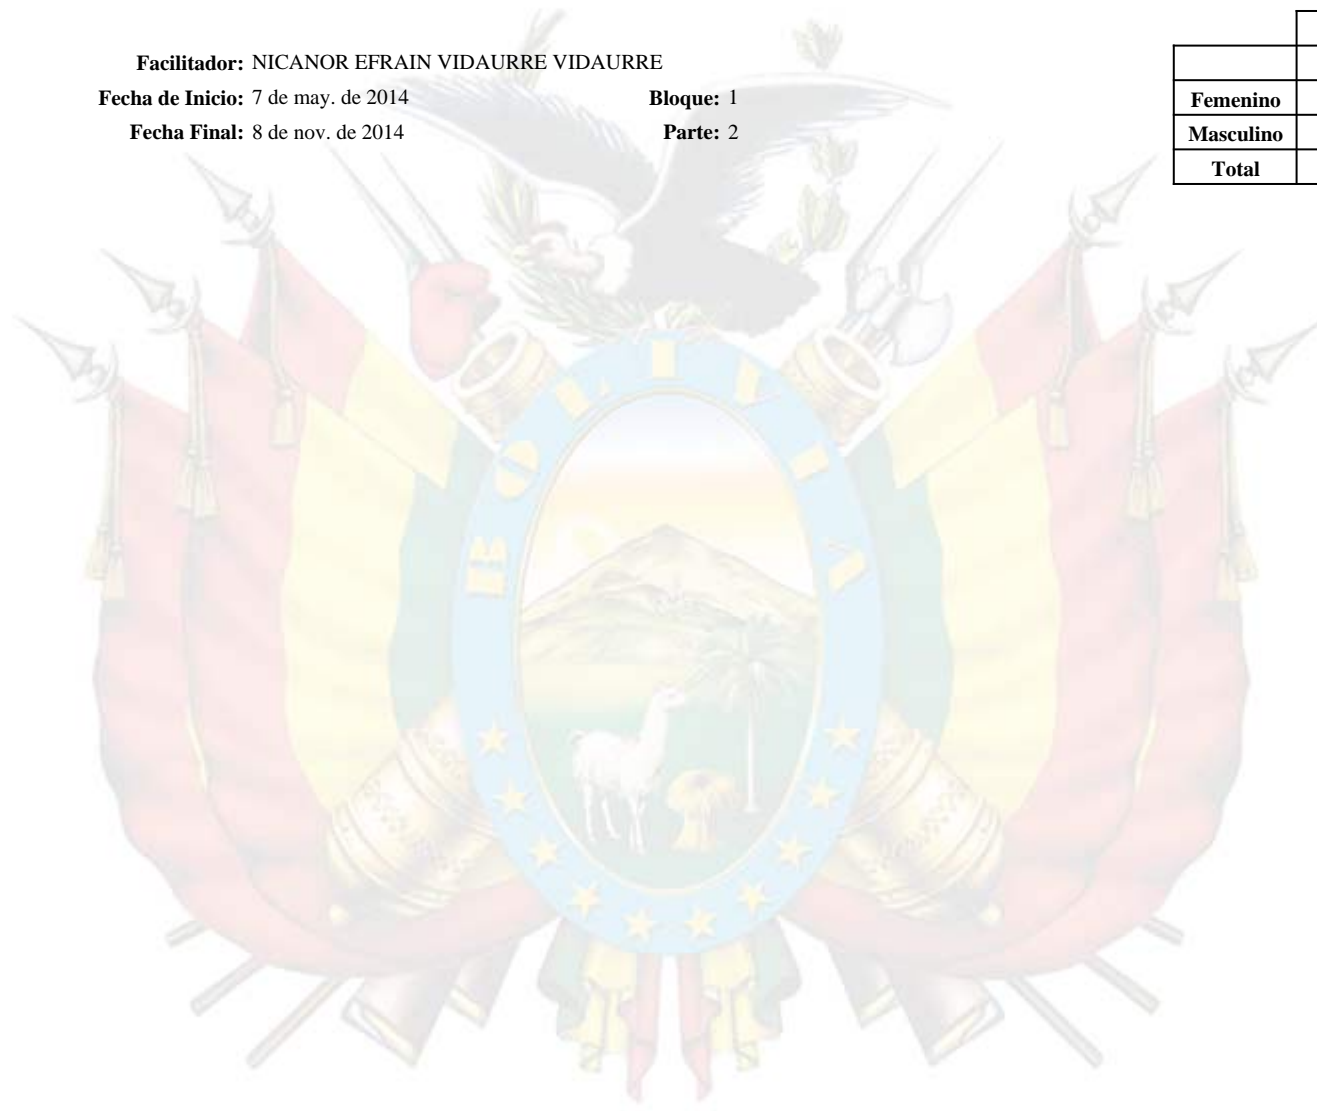 Facilitador: NICANOR EFRAIN VIDAURRE VIDAURRE
Fecha de Inicio: 7 de may. de 2014 Bloque: 1
Fecha Final: 8 de nov. de 2014 Parte: 2
Femenino
Masculino
Total
BOLIVIA